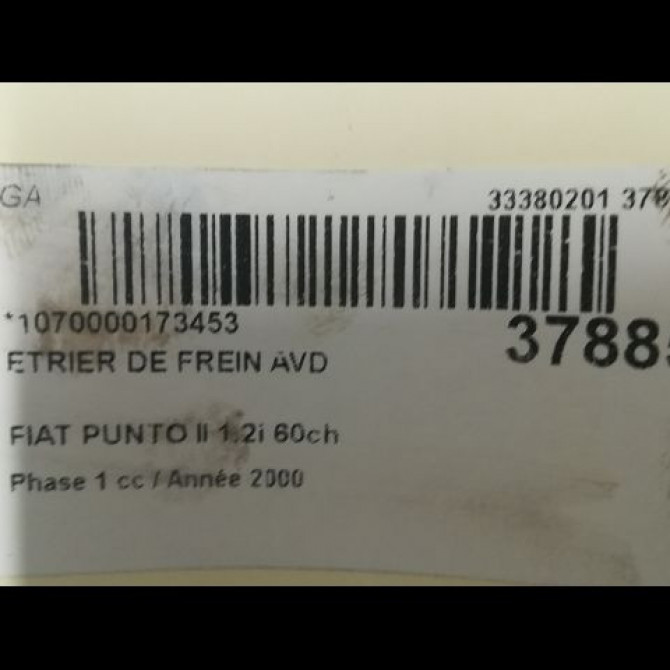 GA 33380201 378
*1070000173453
3788
ETRIER DE FREIN AVD
FIAT PUNTO II 1.2i 60ch
Phase 1 cc / Année 2000